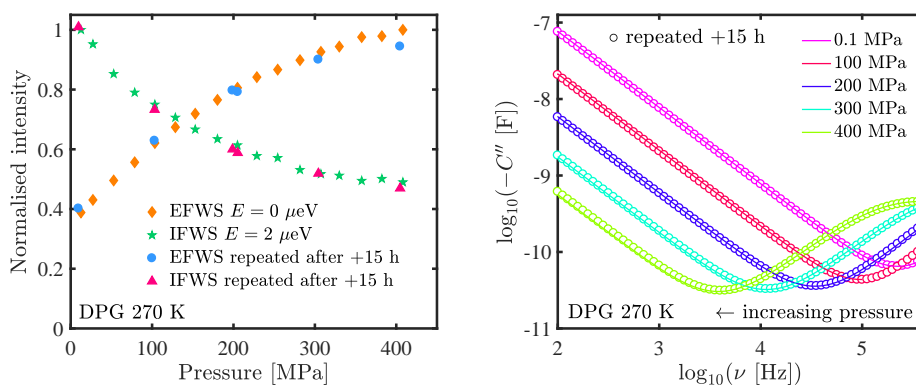 Normalised intensity
1
0.8
0.6
0.4
0.2
0
EFWS E = 0 μeV
IFWS E = 2 μeV
EFWS repeated after +15 h
IFWS repeated after +15 h
DPG 270 K
0 100 200 300 400
Pressure [MPa]
log10(−C″ [F])
-7
-8
-9
-10
-11
○ repeated +15 h
0.1 MPa
100 MPa
200 MPa
300 MPa
400 MPa
DPG 270 K ← increasing pressure
2 3 4 5
log10(ν [Hz])